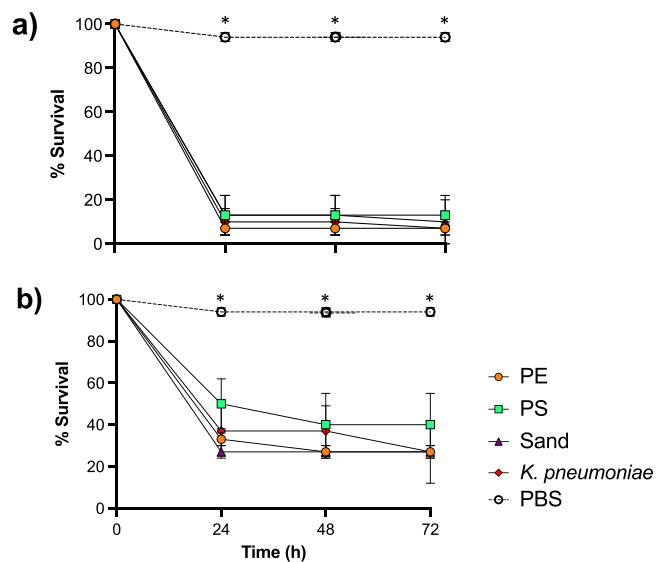 a)
* * *
100
80
60
40
20
0
% Survival
b)
* * *
100
80
60
40
20
0
% Survival
0 24 48 72
Time (h)
PE
PS
Sand
K. pneumoniae
PBS